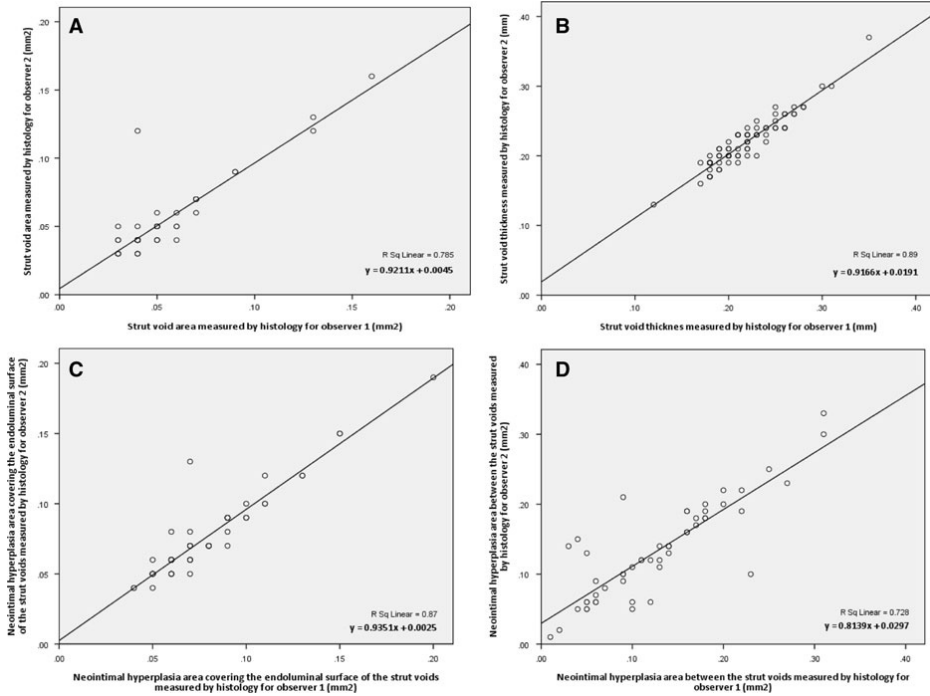 A
Strut void area measured by histology for observer 2 (mm2)
.20
.15
.10
.05
.00
.00 .05 .10 .15 .20
R Sq Linear = 0.785
y = 0.9211x + 0.0045
Strut void area measured by histology for observer 1 (mm2)
B
Strut void thickness measured by histology for observer 2 (mm)
.40
.30
.20
.10
.00
.00 .10 .20 .30 .40
R Sq Linear = 0.89
y = 0.9166x + 0.0191
Strut void thicknes measured by histology for observer 1 (mm)
C
Neointimal hyperplasia area covering the endoluminal surface
of the strut voids measured by histology for observer 2 (mm2)
.20
.15
.10
.05
.00
.00 .05 .10 .15 .20
R Sq Linear = 0.87
y = 0.9351x + 0.0025
Neointimal hyperplasia area covering the endoluminal surface of the strut voids
measured by histology for observer 1 (mm2)
D
Neointimal hyperplasia area between the strut voids measured
by histology for observer 2 (mm2)
.40
.30
.20
.10
.00
.00 .10 .20 .30 .40
R Sq Linear = 0.728
y = 0.8139x + 0.0297
Neointimal hyperplasia area between the strut voids measured by histology for
observer 1 (mm2)